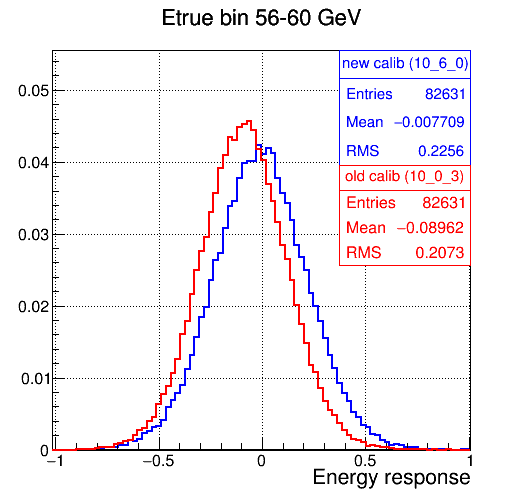 Etrue bin 56-60 GeV
new calib (10_6_0)
Entries 82631
Mean −0.007709
RMS 0.2256
old calib (10_0_3)
Entries 82631
Mean −0.08962
RMS 0.2073
0.05
0.04
0.03
0.02
0.01
0
−1 −0.5 0 0.5 1
Energy response